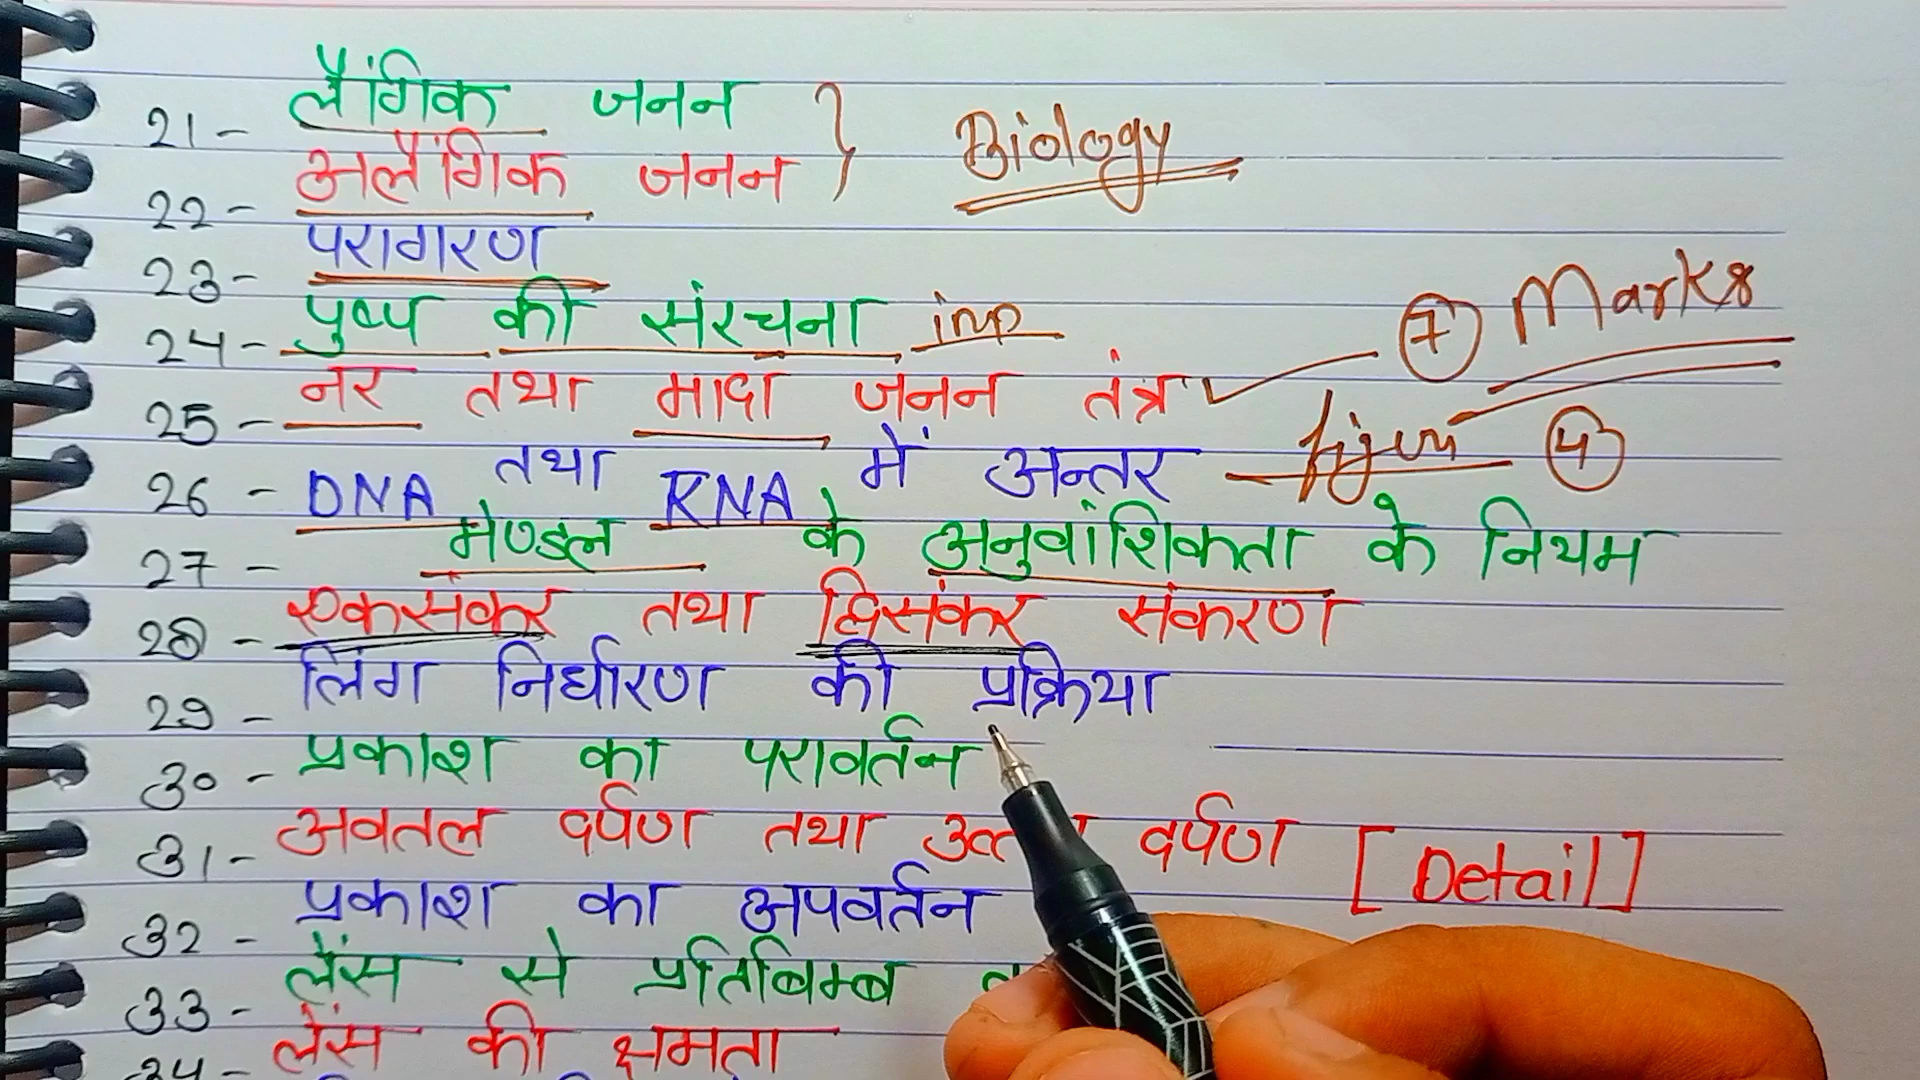 21- लैंगिक जनन } Biology
22- अलैंगिक जनन
23- परागरण
24- पुष्प की संरचना imp
7 Marks
25- नर तथा मादा जनन तंत्र
26- DNA तथा RNA में अन्तर 4
27- मेण्डल के अनुवांशिकता के नियम
28- एकसंकर तथा द्विसंकर संकरण
29- लिंग निर्धारण की प्रक्रिया
30- प्रकाश का परावर्तन
31- अवतल दर्पण तथा दर्पण [Detail]
32- प्रकाश का अपवर्तन
33- लेंस से प्रतिबिम्ब
34- लेंस की क्षमता